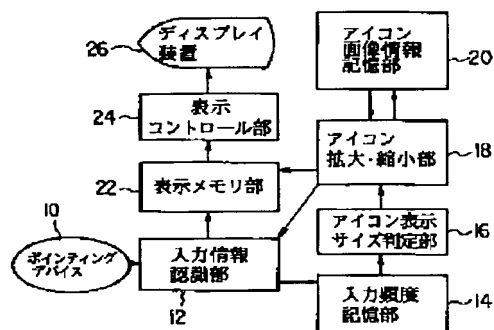 26
ディスプレイ
装置
アイコン
画像情報
記憶部
20
24
表示
コントロール部
アイコン
拡大・縮小部
18
22
表示メモリ部
10
ポインティング
デバイス
入力情報
認識部
12
アイコン表示
サイズ判定部
16
入力頻度
記憶部
14